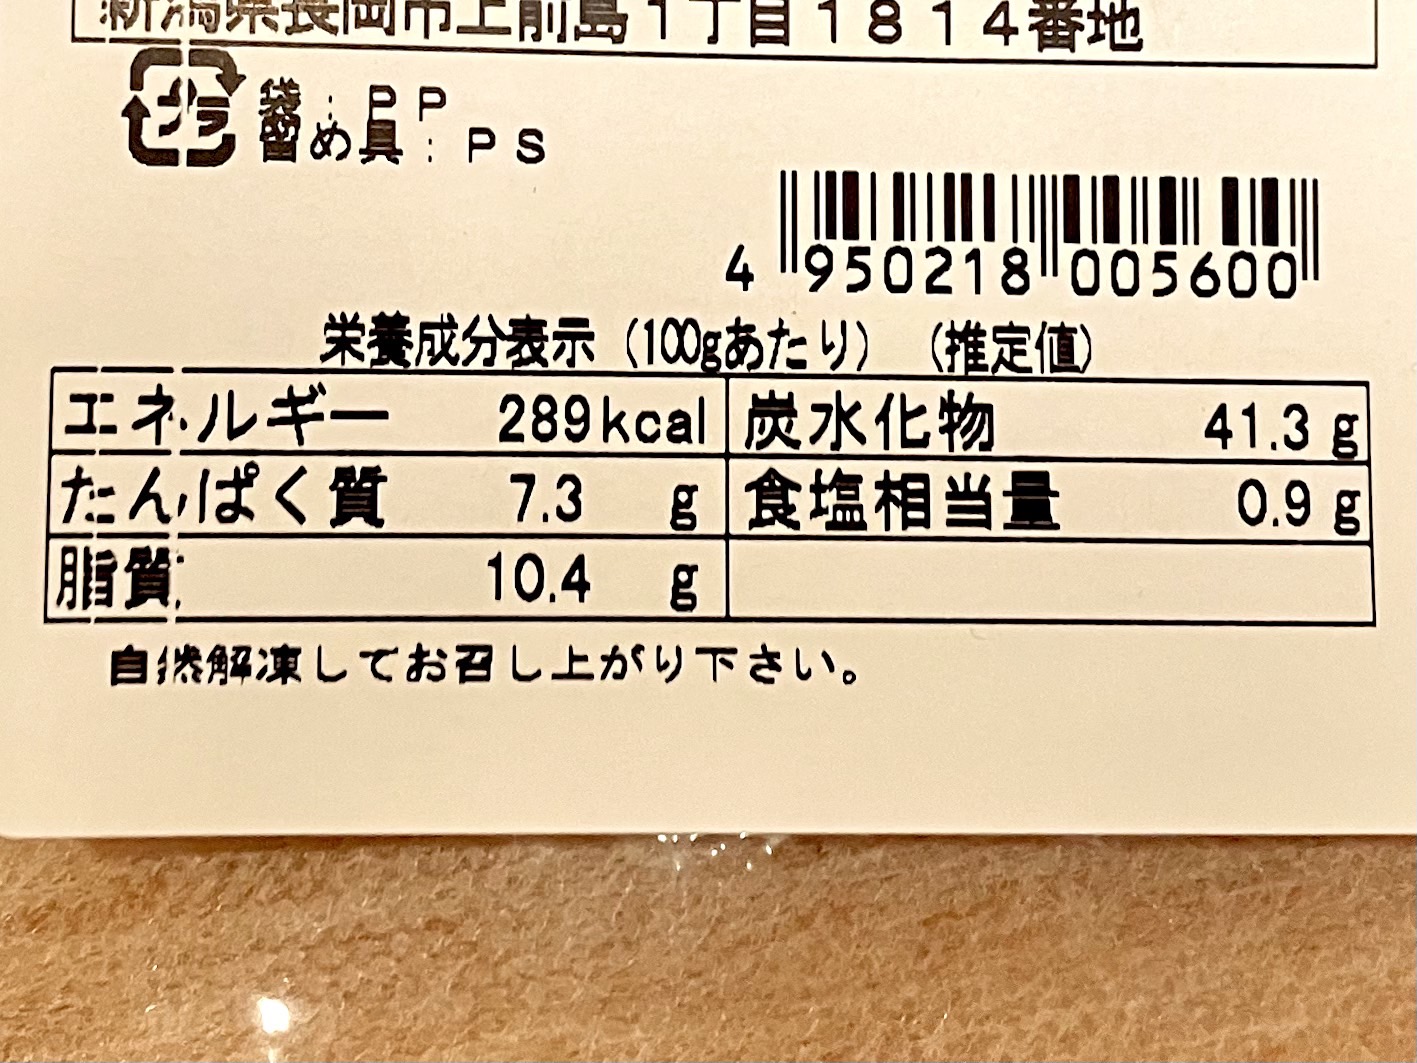 新潟県長岡市上前島1丁目1814番地
プラ
袋:PP
留め具:PS
4 950218 005600
栄養成分表示(100gあたり) (推定値)
エネルギー 289kcal 炭水化物 41.3g
たんぱく質 7.3 g 食塩相当量 0.9g
脂質 10.4 g
自然解凍してお召し上がり下さい。